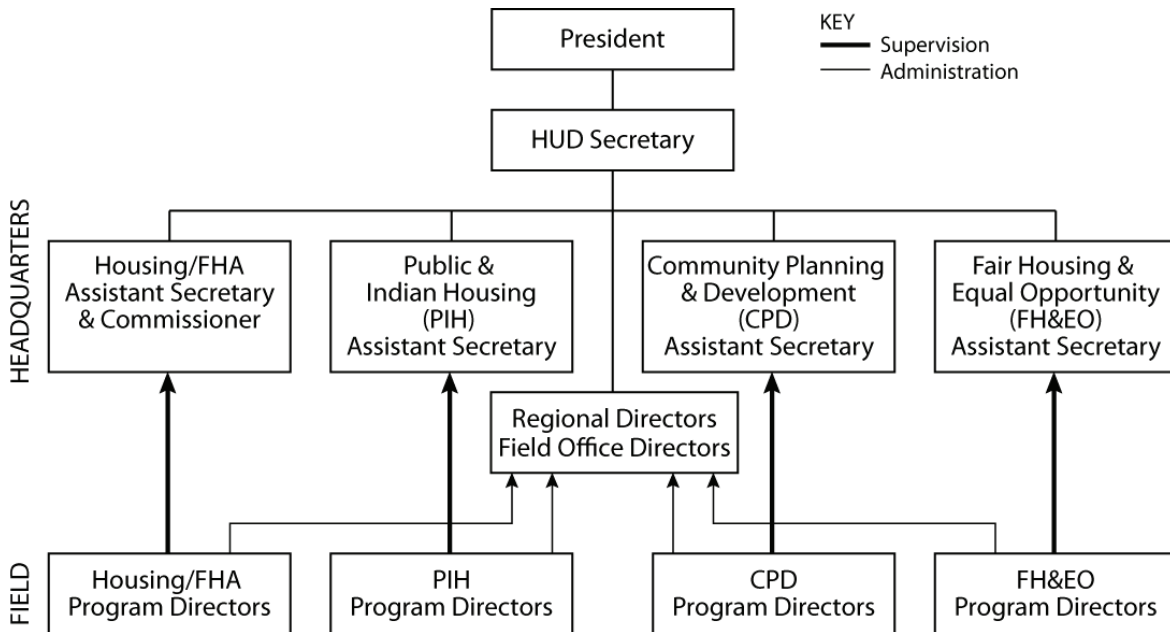 President
KEY
Supervision
Administration
HUD Secretary
HEADQUARTERS
Housing/FHA
Assistant Secretary
& Commissioner
Public &
Indian Housing
(PIH)
Assistant Secretary
Community Planning
& Development
(CPD)
Assistant Secretary
Fair Housing &
Equal Opportunity
(FH&EO)
Assistant Secretary
Regional Directors
Field Office Directors
FIELD
Housing/FHA
Program Directors
PIH
Program Directors
CPD
Program Directors
FH&EO
Program Directors